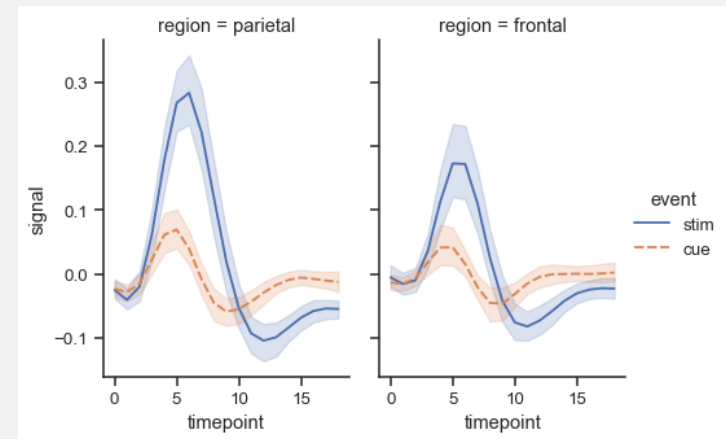 region = parietal
region = frontal
0.3
0.2
0.1
0.0
−0.1
signal
event
stim
cue
0 5 10 15
0 5 10 15
timepoint
timepoint